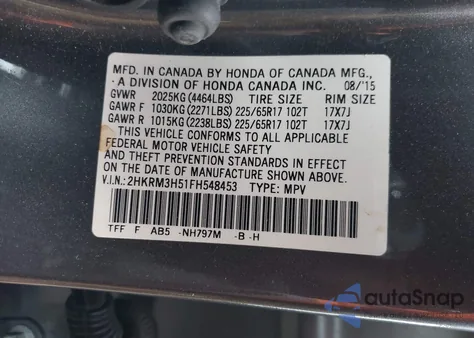 MFD. IN CANADA BY HONDA OF CANADA MFG.,
A DIVISION OF HONDA CANADA INC. 08/'15
GVWR 2025KG (4464LBS) TIRE SIZE RIM SIZE
GAWR F 1030KG (2271LBS) 225/65R17 102T 17X7J
GAWR R 1015KG (2238LBS) 225/65R17 102T 17X7J
THIS VEHICLE CONFORMS TO ALL APPLICABLE
FEDERAL MOTOR VEHICLE SAFETY
AND THEFT PREVENTION STANDARDS IN EFFECT
ON THE DATE OF MANUFACTURE SHOWN ABOVE.
V.I.N.: 2HKRM3H51FH548453 TYPE: MPV
TFF F AB5 -NH797M -B -H
autoSnap